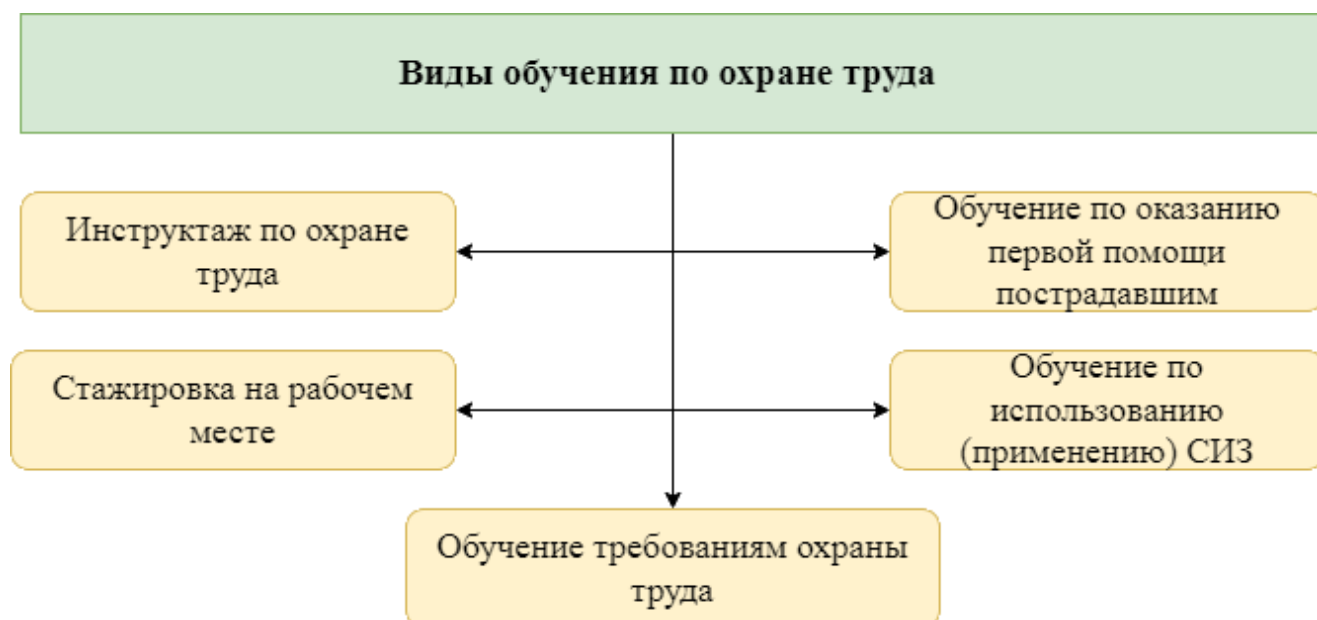 Виды обучения по охране труда
Инструктаж по охране
труда
Обучение по оказанию
первой помощи
пострадавшим
Стажировка на рабочем
месте
Обучение по
использованию
(применению) СИЗ
Обучение требованиям охраны
труда